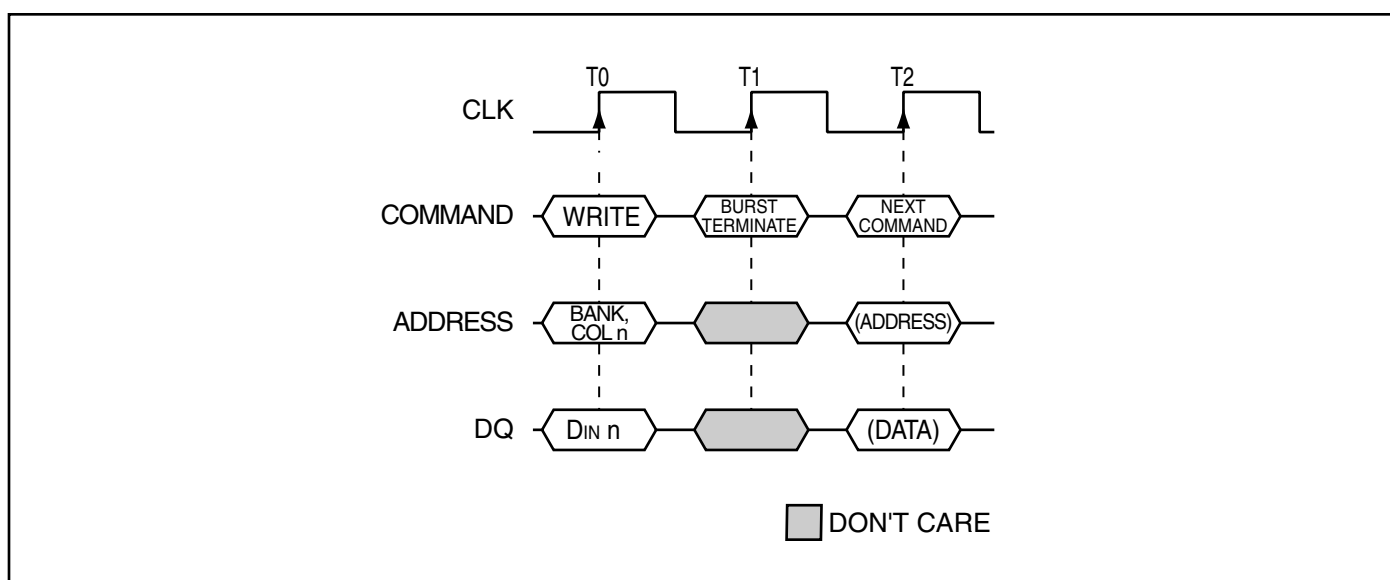 T0 T1 T2
CLK
COMMAND WRITE BURST TERMINATE NEXT COMMAND
ADDRESS BANK, COL n (ADDRESS)
DQ DIN n (DATA)
DON'T CARE